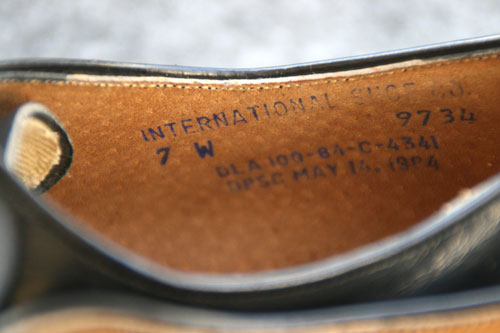 INTERNATIONAL SHOE CO.
7 W 9734
DLA 100-84-C-4341
DPSC MAY 14, 1984